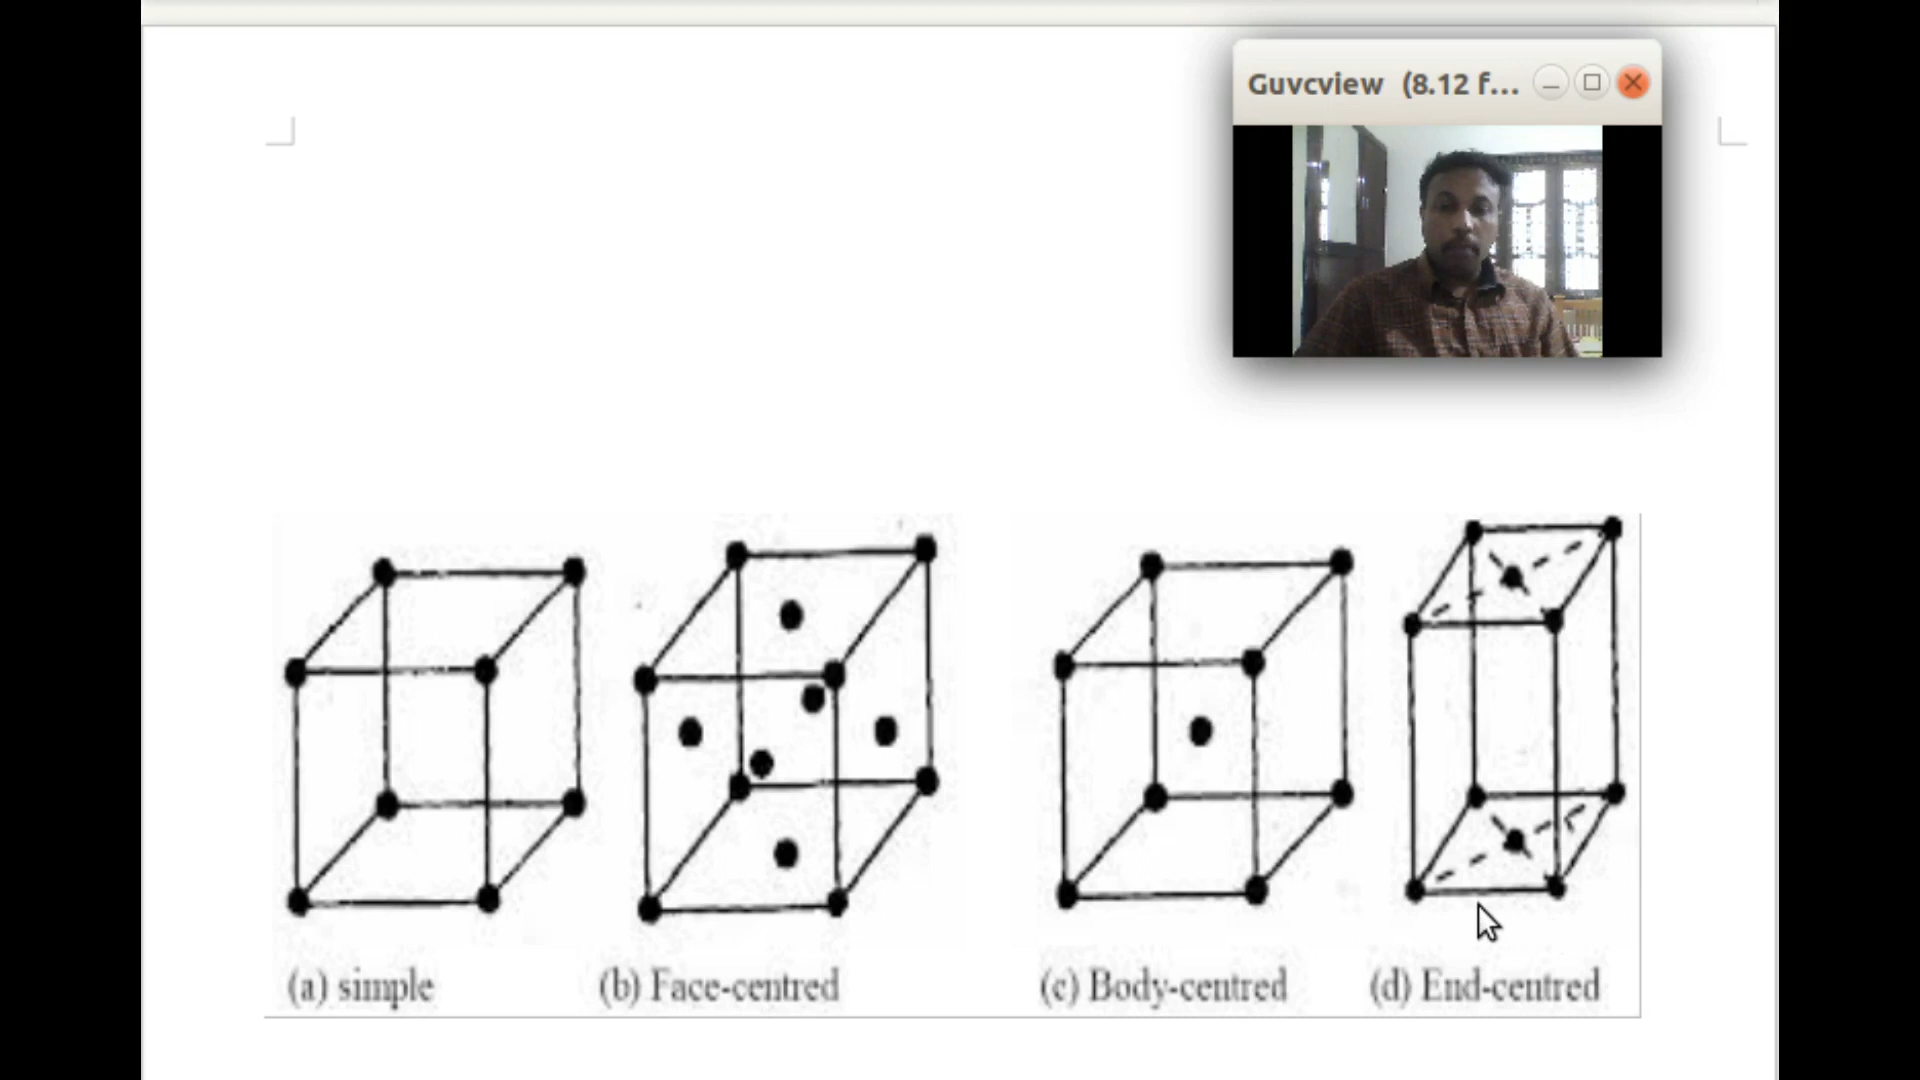 Guvcview (8.12 f...
(a) simple
(b) Face-centred
(c) Body-centred
(d) End-centred